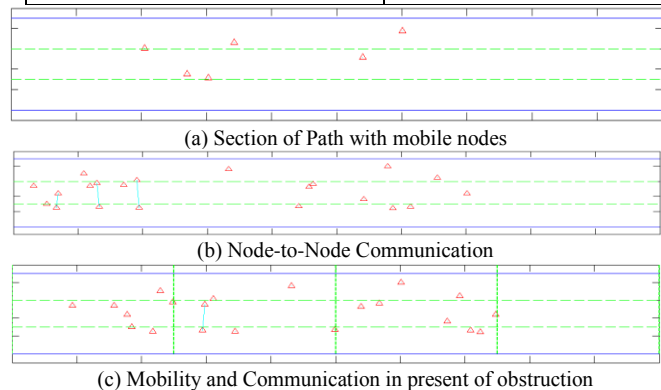 (a) Section of Path with mobile nodes
(b) Node-to-Node Communication
(c) Mobility and Communication in present of obstruction